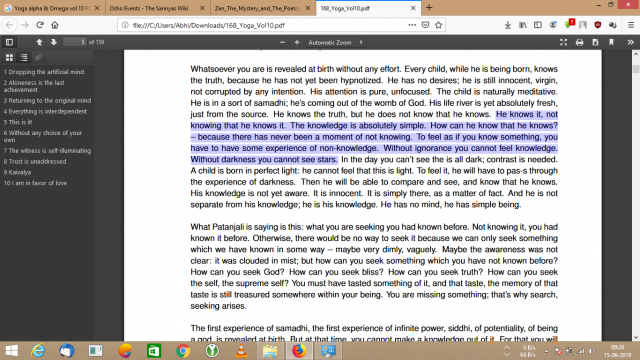 Yoga alpha & Omega vol 10 P
Osho Events - The Sannyas Wiki
Zen_The_Mystery_and_The_Poetry
168_Yoga_Vol10.pdf
file:///C:/Users/Abhi/Downloads/168_Yoga_Vol10.pdf
5 of 159
Automatic Zoom
1 Dropping the artificial mind
2 Aloneness is the last
achievement
3 Returning to the original mind
4 Everything is interdependent
5 This is it!
6 Without any choice of your
own
7 The witness is self-illuminating
8 Trust is unaddressed
9 Kaivalya
10 I am in favor of love
Whatsoever you are is revealed at birth without any effort. Every child, while he is being born, knows
the truth, because he has not yet been hypnotized. He has no desires; he is still innocent, virgin,
not corrupted by any intention. His attention is pure, unfocused. The child is naturally meditative.
He is in a sort of samadhi; he's coming out of the womb of God. His life river is yet absolutely fresh,
just from the source. He knows the truth, but he does not know that he knows. He knows it, not
knowing that he knows it. The knowledge is absolutely simple. How can he know that he knows?
– because there has never been a moment of not knowing. To feel as if you know something, you
have to have some experience of non-knowledge. Without ignorance you cannot feel knowledge.
Without darkness you cannot see stars. In the day you can't see the is all dark; contrast is needed.
A child is born in perfect light: he cannot feel that this is light. To feel it, he will have to pas-s through
the experience of darkness. Then he will be able to compare and see, and know that he knows.
His knowledge is not yet aware. It is innocent. It is simply there, as a matter of fact. And he is not
separate from his knowledge; he is his knowledge. He has no mind, he has simple being.
What Patanjali is saying is this: what you are seeking you had known before. Not knowing it, you had
known it before. Otherwise, there would be no way to seek it because we can only seek something
which we have known in some way – maybe very dimly, vaguely. Maybe the awareness was not
clear: it was clouded in mist; but how can you seek something which you have not known before?
How can you seek God? How can you seek bliss? How can you seek truth? How can you seek
the self, the supreme self? You must have tasted something of it, and that taste, the memory of that
taste is still treasured somewhere within your being. You are missing something; that's why search,
seeking arises.
The first experience of samadhi, the first experience of infinite power, siddhi, of potentiality, of being
a god, is revealed at birth. But at that time, you cannot make a knowledge out of it. For that you will
09:26
15-08-2019